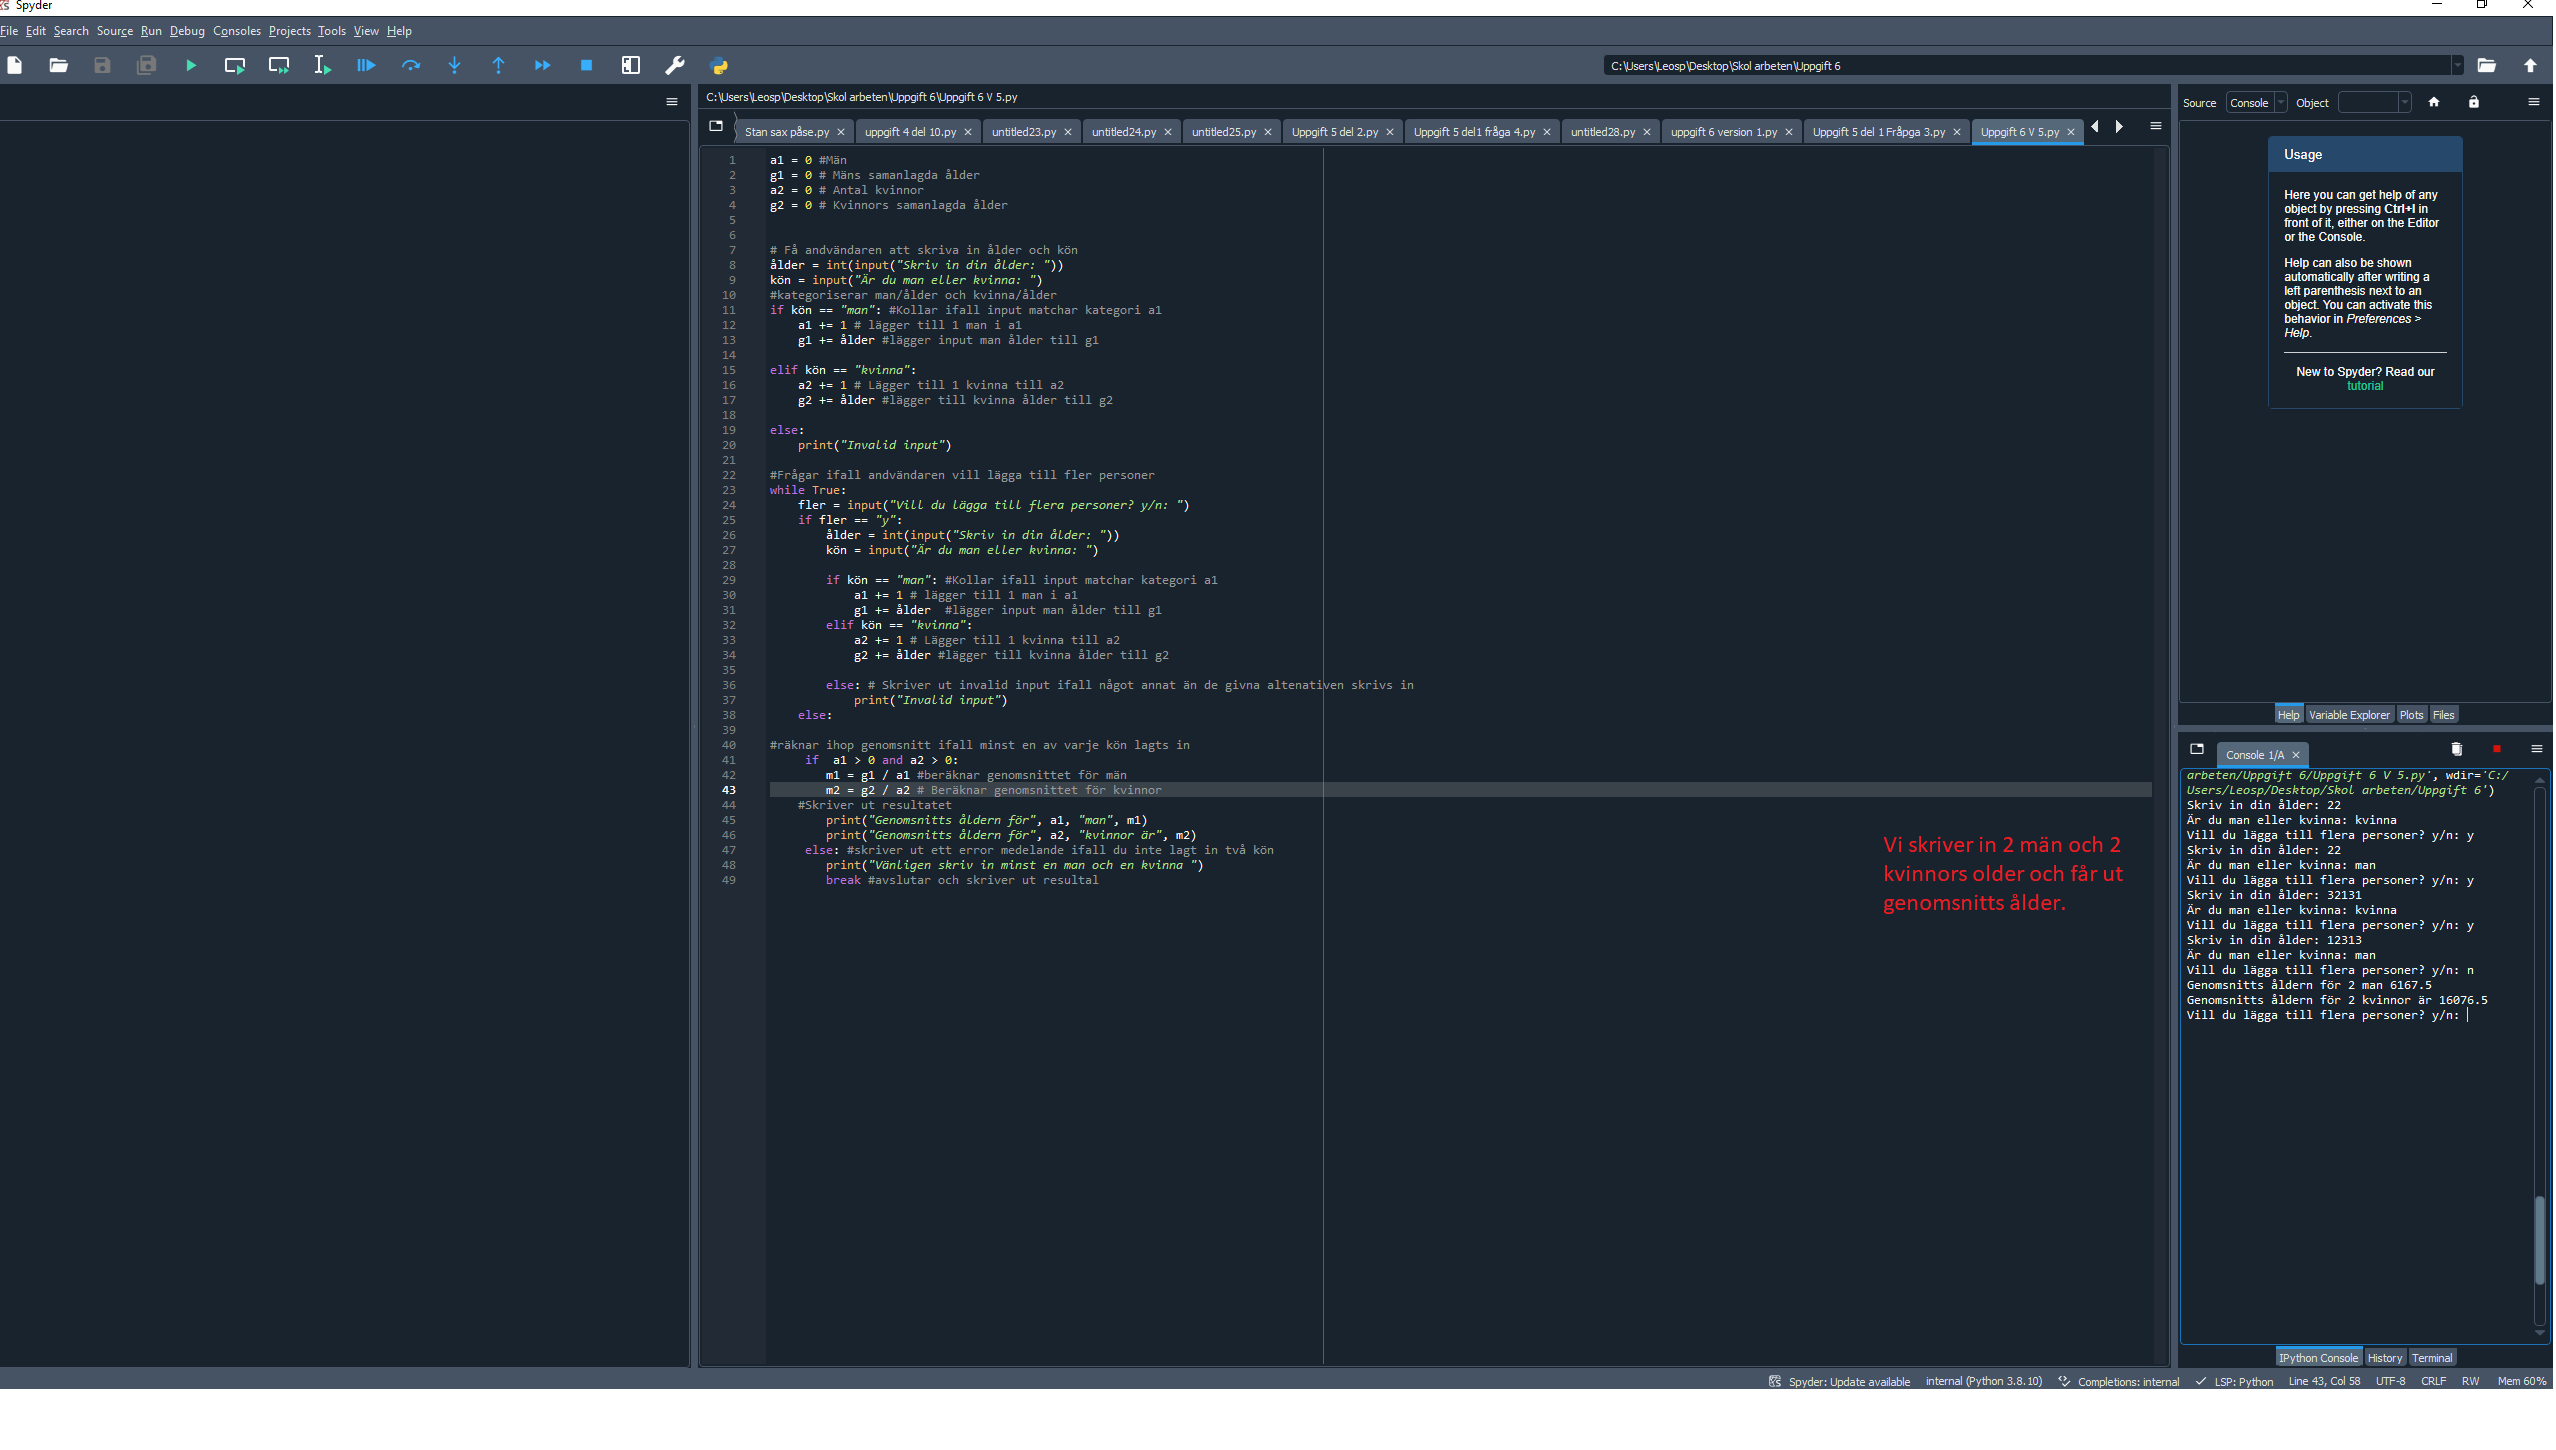 Spyder
File Edit Search Source Run Debug Consoles Projects Tools View Help
C:\Users\Leosp\Desktop\Skol arbeten\Uppgift 6
C:\Users\Leosp\Desktop\Skol arbeten\Uppgift 6\Uppgift 6 V 5.py
Stan sax påse.py uppgift 4 del 10.py untitled23.py untitled24.py untitled25.py Uppgift 5 del 2.py Uppgift 5 del1 fråga 4.py untitled28.py uppgift 6 version 1.py Uppgift 5 del 1 Fråpga 3.py Uppgift 6 V 5.py
1 a1 = 0 #Män
2 g1 = 0 # Mäns samanlagda ålder
3 a2 = 0 # Antal kvinnor
4 g2 = 0 # Kvinnors samanlagda ålder
5
6
7 # Få andvändaren att skriva in ålder och kön
8 ålder = int(input("Skriv in din ålder: "))
9 kön = input("Är du man eller kvinna: ")
10 #kategoriserar man/ålder och kvinna/ålder
11 if kön == "man": #Kollar ifall input matchar kategori a1
12 a1 += 1 # lägger till 1 man i a1
13 g1 += ålder #lägger input man ålder till g1
14
15 elif kön == "kvinna":
16 a2 += 1 # Lägger till 1 kvinna till a2
17 g2 += ålder #lägger till kvinna ålder till g2
18
19 else:
20 print("Invalid input")
21
22 #Frågar ifall andvändaren vill lägga till fler personer
23 while True:
24 fler = input("Vill du lägga till flera personer? y/n: ")
25 if fler == "y":
26 ålder = int(input("Skriv in din ålder: "))
27 kön = input("Är du man eller kvinna: ")
28
29 if kön == "man": #Kollar ifall input matchar kategori a1
30 a1 += 1 # lägger till 1 man i a1
31 g1 += ålder  #lägger input man ålder till g1
32 elif kön == "kvinna":
33 a2 += 1 # Lägger till 1 kvinna till a2
34 g2 += ålder #lägger till kvinna ålder till g2
35
36 else: # Skriver ut invalid input ifall något annat än de givna altenativen skrivs in
37 print("Invalid input")
38 else:
39
40 #räknar ihop genomsnitt ifall minst en av varje kön lagts in
41 if  a1 > 0 and a2 > 0:
42 m1 = g1 / a1 #beräknar genomsnittet för män
43 m2 = g2 / a2 # Beräknar genomsnittet för kvinnor
44 #Skriver ut resultatet
45 print("Genomsnitts åldern för", a1, "man", m1)
46 print("Genomsnitts åldern för", a2, "kvinnor är", m2)
47 else: #skriver ut ett error medelande ifall du inte lagt in två kön
48 print("Vänligen skriv in minst en man och en kvinna ")
49 break #avslutar och skriver ut resultal
Vi skriver in 2 män och 2
kvinnors older och får ut
genomsnitts ålder.
Source Console Object
Usage
Here you can get help of any
object by pressing Ctrl+I in
front of it, either on the Editor
or the Console.
Help can also be shown
automatically after writing a
left parenthesis next to an
object. You can activate this
behavior in Preferences >
Help.
New to Spyder? Read our
tutorial
Help Variable Explorer Plots Files
Console 1/A
arbeten/Uppgift 6/Uppgift 6 V 5.py', wdir='C:/
Users/Leosp/Desktop/Skol arbeten/Uppgift 6')
Skriv in din ålder: 22
Är du man eller kvinna: kvinna
Vill du lägga till flera personer? y/n: y
Skriv in din ålder: 22
Är du man eller kvinna: man
Vill du lägga till flera personer? y/n: y
Skriv in din ålder: 32131
Är du man eller kvinna: kvinna
Vill du lägga till flera personer? y/n: y
Skriv in din ålder: 12313
Är du man eller kvinna: man
Vill du lägga till flera personer? y/n: n
Genomsnitts åldern för 2 man 6167.5
Genomsnitts åldern för 2 kvinnor är 16076.5
Vill du lägga till flera personer? y/n:
IPython Console History Terminal
Spyder: Update available internal (Python 3.8.10) Completions: internal LSP: Python Line 43, Col 58 UTF-8 CRLF RW Mem 60%